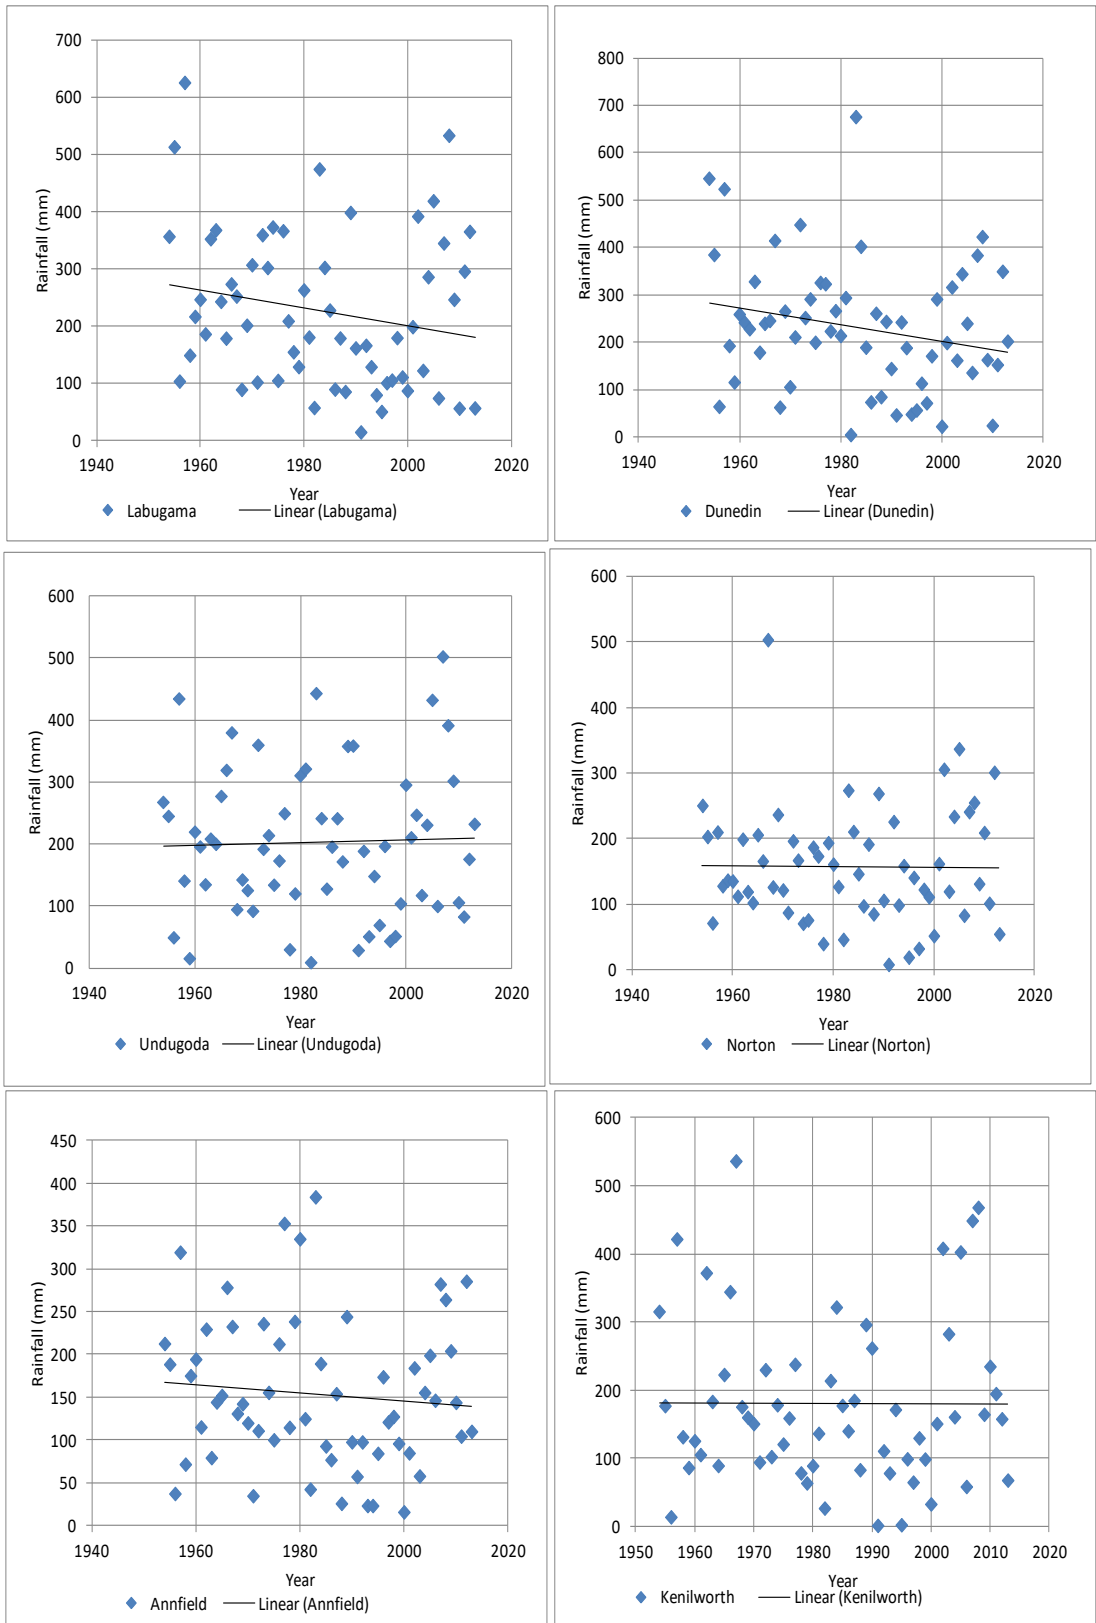 700
600
500
400
300
200
100
0
1940 1960 1980 2000 2020
Rainfall (mm)
Year
Labugama Linear (Labugama)
800
700
600
500
400
300
200
100
0
1940 1960 1980 2000 2020
Rainfall (mm)
Year
Dunedin Linear (Dunedin)
600
500
400
300
200
100
0
1940 1960 1980 2000 2020
Rainfall (mm)
Year
Undugoda Linear (Undugoda)
600
500
400
300
200
100
0
1940 1960 1980 2000 2020
Rainfall (mm)
Year
Norton Linear (Norton)
450
400
350
300
250
200
150
100
50
0
1940 1960 1980 2000 2020
Rainfall (mm)
Year
Annfield Linear (Annfield)
600
500
400
300
200
100
0
1950 1960 1970 1980 1990 2000 2010 2020
Rainfall (mm)
Year
Kenilworth Linear (Kenilworth)